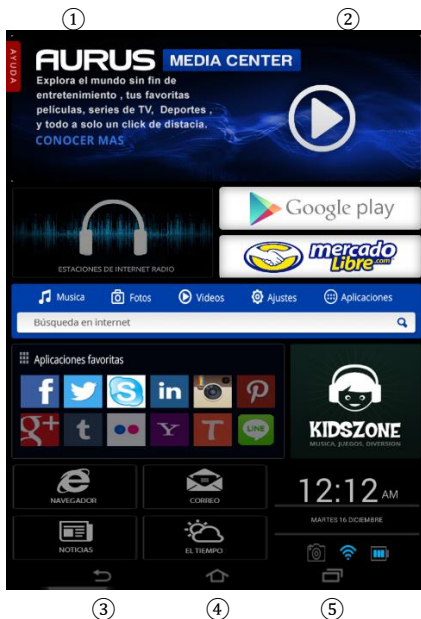 ① ②
AYUDA
AURUS MEDIA CENTER
Explora el mundo sin fin de
entretenimiento , tus favoritas
peliculas, series de TV, Deportes ,
y todo a solo un click de distacia.
CONOCER MAS
ESTACIONES DE INTERNET RADIO
Google play
mercado
Libre.com
Musica Fotos Videos Ajustes Aplicaciones
Búsqueda en internet
Aplicaciones favoritas
f S in P
g+ t Y T LINE
KIDSZONE
MUSICA, JUEGOS, DIVERSION
NAVEGADOR CORREO
12:12 AM
MARTES 16 DICIEMBRE
NOTICIAS EL TIEMPO
③ ④ ⑤